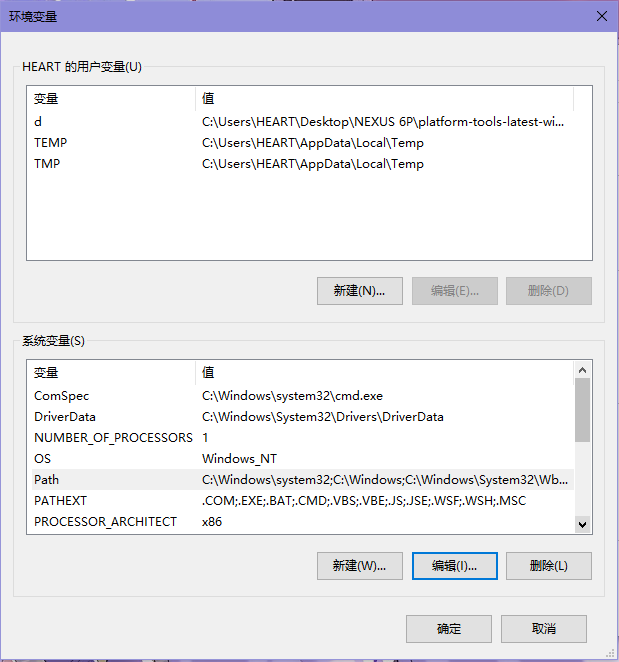 环境变量
HEART 的用户变量(U)
变量 值
d C:\Users\HEART\Desktop\NEXUS 6P\platform-tools-latest-wi...
TEMP C:\Users\HEART\AppData\Local\Temp
TMP C:\Users\HEART\AppData\Local\Temp
新建(N)... 编辑(E)... 删除(D)
系统变量(S)
变量 值
ComSpec C:\Windows\system32\cmd.exe
DriverData C:\Windows\System32\Drivers\DriverData
NUMBER_OF_PROCESSORS 1
OS Windows_NT
Path C:\Windows\system32;C:\Windows;C:\Windows\System32\Wb...
PATHEXT .COM;.EXE;.BAT;.CMD;.VBS;.VBE;.JS;.JSE;.WSF;.WSH;.MSC
PROCESSOR_ARCHITECT x86
新建(W)... 编辑(I)... 删除(L)
确定 取消